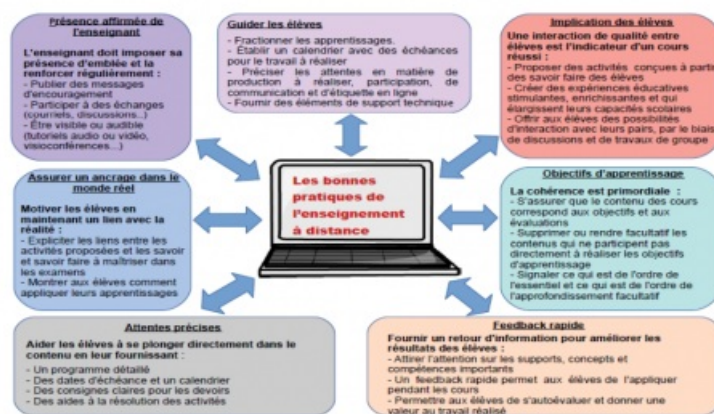 Présence affirmée de
l'enseignant
L'enseignant doit imposer sa
présence d'emblée et la
renforcer régulièrement :
- Publier des messages
d'encouragement
- Participer à des échanges
(courriels, discussions...)
- Être visible ou audible
(tutoriels audio ou vidéo,
visioconférences...)
Guider les élèves
- Fractionner les apprentissages.
- Établir un calendrier avec des échéances
pour le travail à réaliser
- Préciser les attentes en matière de
production à réaliser, participation, de
communication et d'étiquette en ligne
- Fournir des éléments de support technique
Implication des élèves
Une interaction de qualité entre
élèves est l'indicateur d'un cours
réussi :
- Proposer des activités conçues à partir
des savoir faire des élèves
- Créer des expériences éducatives
stimulantes, enrichissantes et qui
élargissent leurs capacités scolaires
- Offrir aux élèves des possibilités
d'interaction avec leurs pairs, par le biais
de discussions et de travaux de groupe
Assurer un ancrage dans le
monde réel
Motiver les élèves en
maintenant un lien avec la
réalité :
- Expliciter les liens entre les
activités proposées et les savoir
et savoir faire à maîtriser dans
les examens
- Montrer aux élèves comment
appliquer leurs apprentissages
Les bonnes
pratiques de
l'enseignement
à distance
Objectifs d'apprentissage
La cohérence est primordiale :
- S'assurer que le contenu des cours
correspond aux objectifs et aux
évaluations
- Supprimer ou rendre facultatif les
contenus qui ne participent pas
directement à réaliser les objectifs
d'apprentissage
- Signaler ce qui est de l'ordre de
l'essentiel et ce qui est de l'ordre de
l'approfondissement facultatif
Attentes précises
Aider les élèves à se plonger directement dans le
contenu en leur fournissant :
- Un programme détaillé
- Des dates d'échéance et un calendrier
- Des consignes claires pour les devoirs
- Des aides à la résolution des activités
Feedback rapide
Fournir un retour d'information pour améliorer les
résultats des élèves :
- Attirer l'attention sur les supports, concepts et
compétences importants
- Un feedback rapide permet aux élèves de l'appliquer
pendant les cours
- Permettre aux élèves de s'autoévaluer et donner une
valeur au travail réalisé